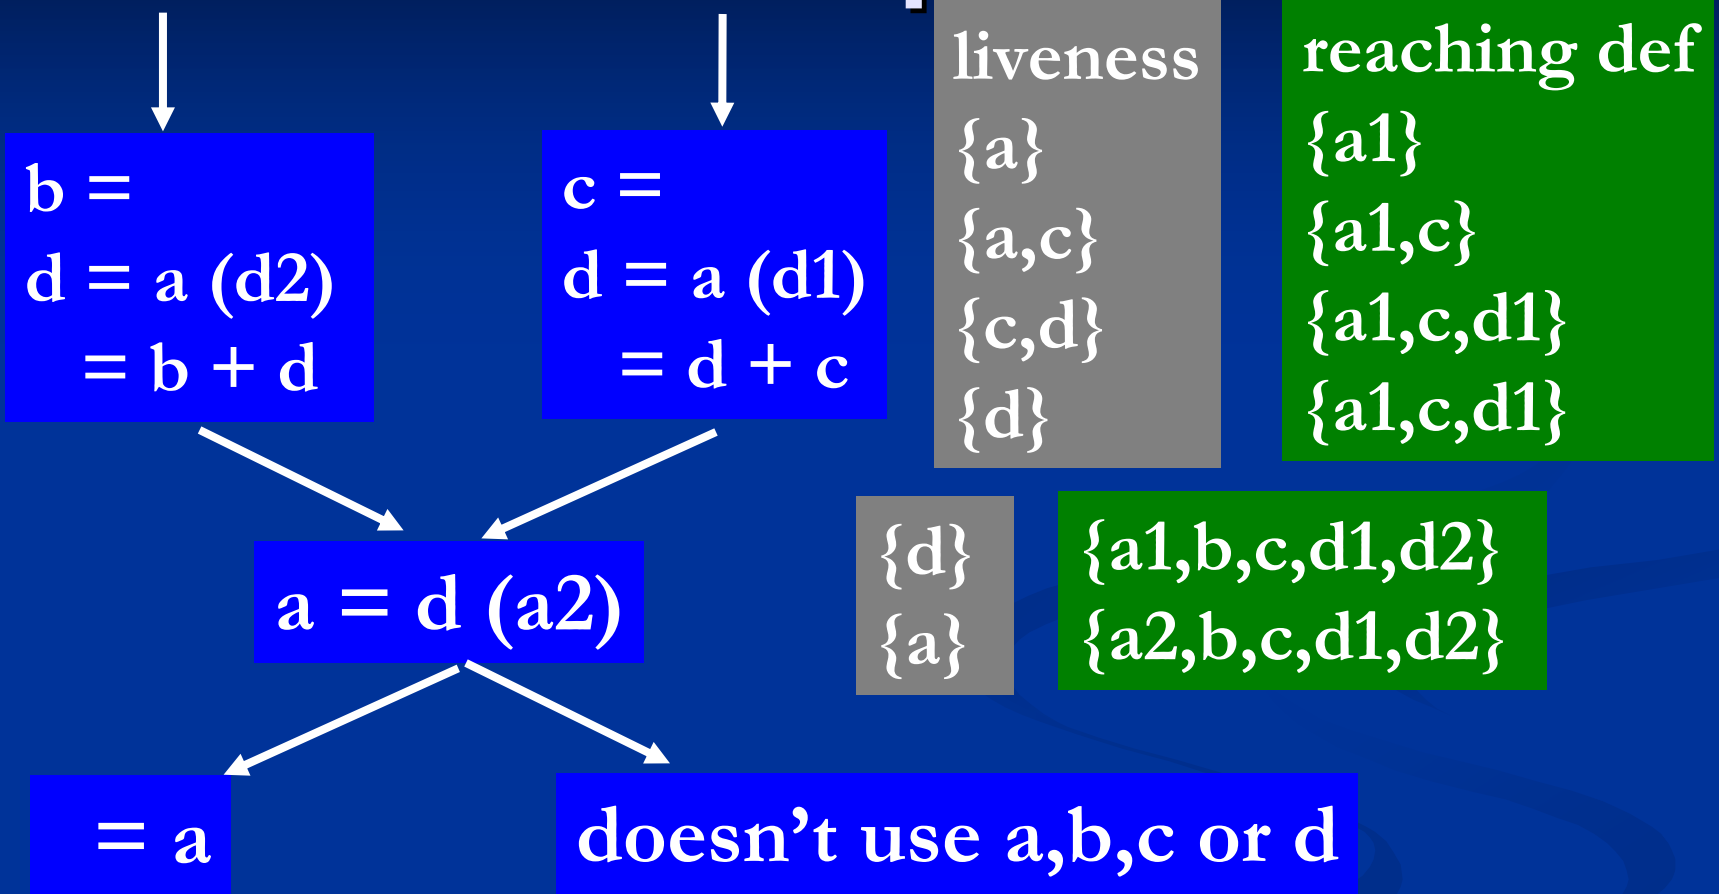 b =
d = a (d2)
= b + d
c =
d = a (d1)
= d + c
liveness
{a}
{a,c}
{c,d}
{d}
reaching def
{a1}
{a1,c}
{a1,c,d1}
{a1,c,d1}
a = d (a2)
{d}
{a}
{a1,b,c,d1,d2}
{a2,b,c,d1,d2}
= a
doesn’t use a,b,c or d